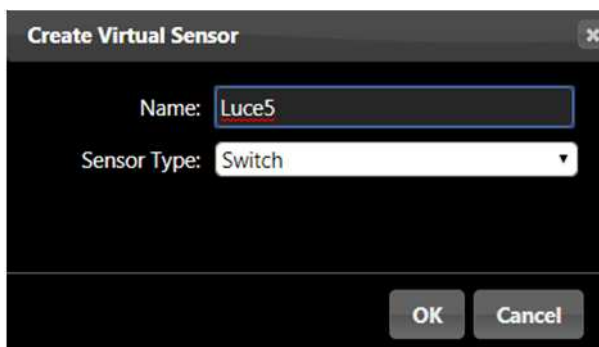 Create Virtual Sensor
Name: Luce5
Sensor Type: Switch
OK Cancel